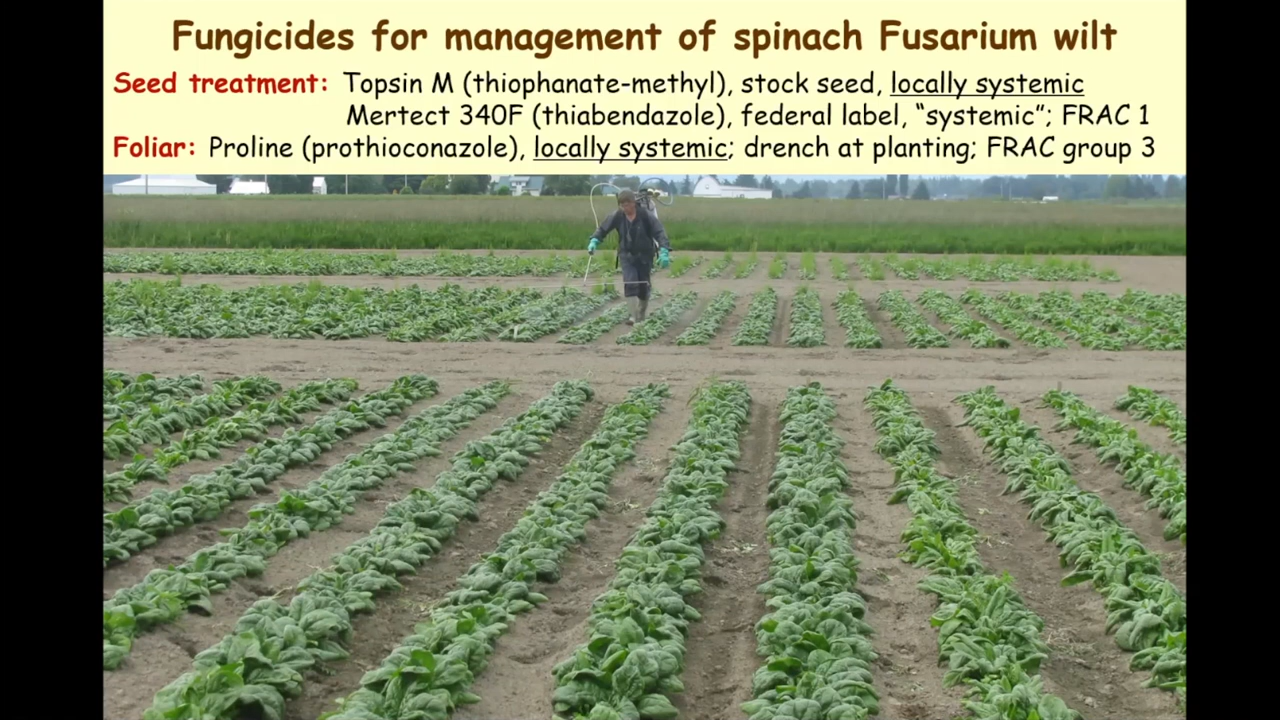 Fungicides for management of spinach Fusarium wilt
Seed treatment: Topsin M (thiophanate-methyl), stock seed, locally systemic
Mertect 340F (thiabendazole), federal label, “systemic”; FRAC 1
Foliar: Proline (prothioconazole), locally systemic; drench at planting; FRAC group 3